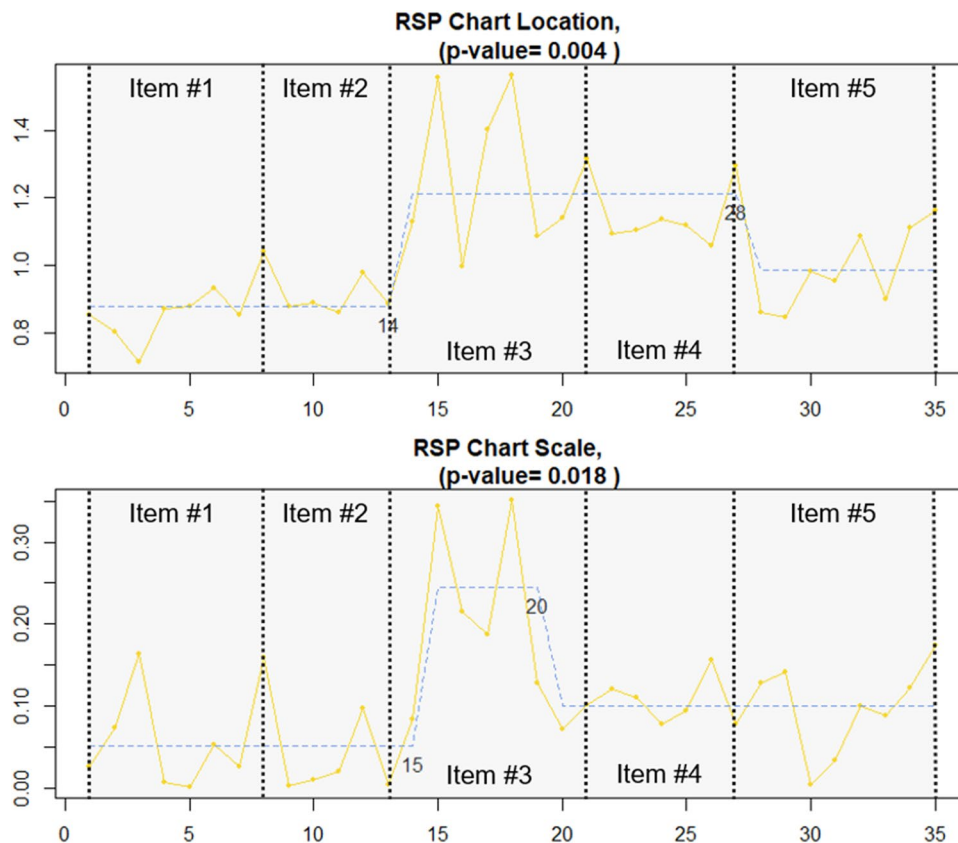 RSP Chart Location,
(p-value= 0.004 )
Item #1 Item #2 Item #5
1.4
1.2
1.0
0.8
28
14
Item #3 Item #4
0 5 10 15 20 25 30 35
RSP Chart Scale,
(p-value= 0.018 )
Item #1 Item #2 Item #5
0.30
0.20
0.10
0.00
20
15
Item #3 Item #4
0 5 10 15 20 25 30 35